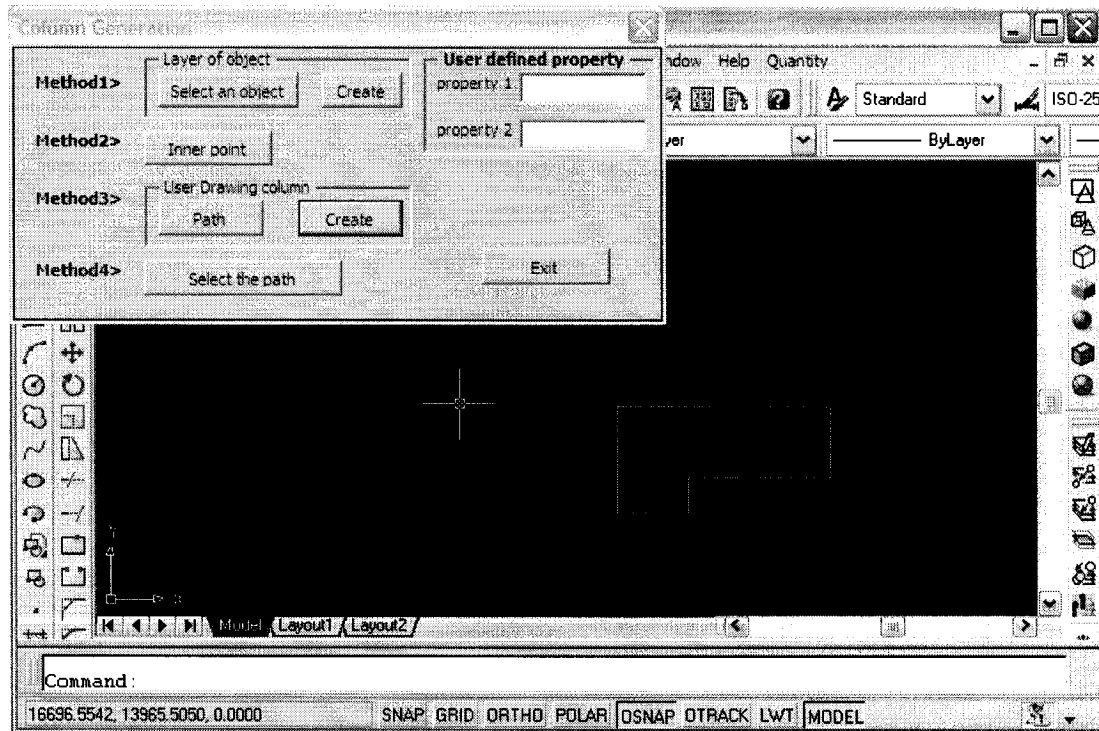 Column Generation
Layer of object
User defined property
Method1>
Select an object
Create
property 1
Method2>
Inner point
property 2
Method3>
User Drawing column
Path
Create
Method4>
Select the path
Exit
Help Quantity
Standard
ISO-25
ByLayer
Model Layout1 Layout2
Command:
16696.5542, 13965.5050, 0.0000
SNAP GRID ORTHO POLAR OSNAP OTRACK LWT MODEL